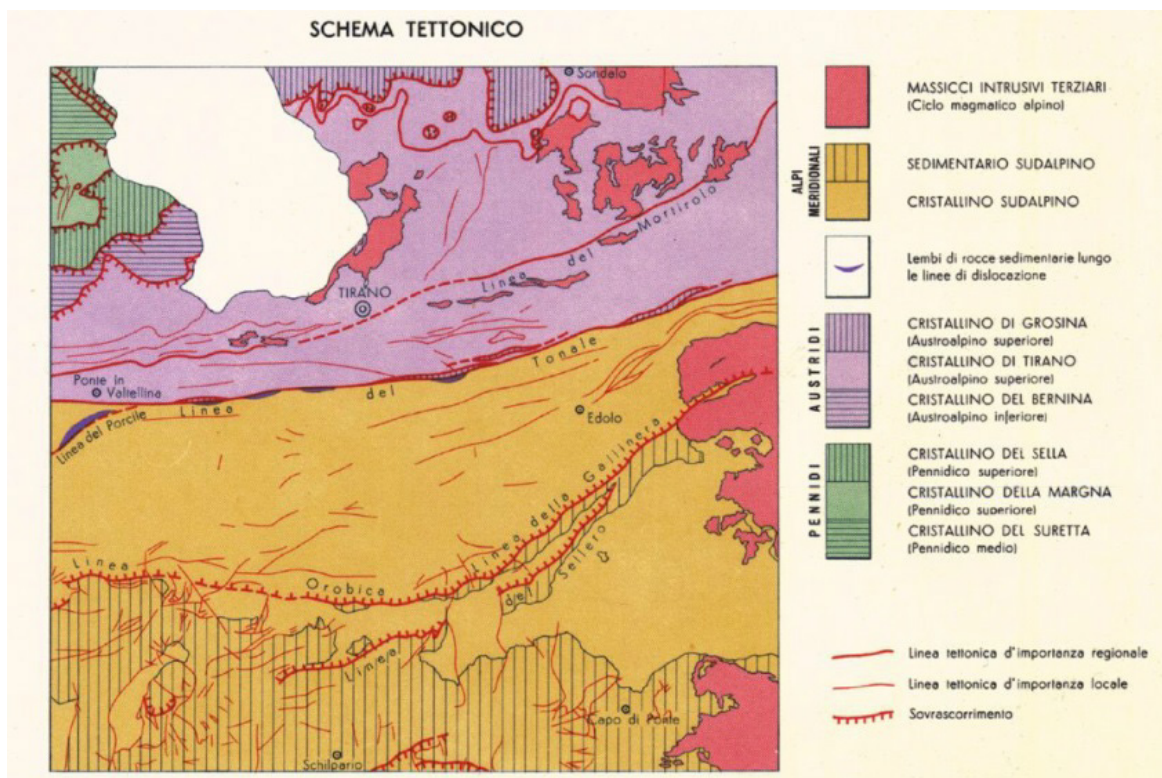 SCHEMA TETTONICO
Sondalo
Linea del Mortirolo
TIRANO
Ponte in
Valtellina
Linea del Tonale
Linea del Porcile
Edolo
Linea della Gallinera
Linea Orobica
Linea del Sellero
Capo di Ponte
Schilpario
MASSICCI INTRUSIVI TERZIARI
(Ciclo magmatico alpino)
ALPI
MERIDIONALI
SEDIMENTARIO SUDALPINO
CRISTALLINO SUDALPINO
Lembi di rocce sedimentarie lungo
le linee di dislocazione
AUSTRIDI
CRISTALLINO DI GROSINA
(Austroalpino superiore)
CRISTALLINO DI TIRANO
(Austroalpino superiore)
CRISTALLINO DEL BERNINA
(Austroalpino inferiore)
PENNIDI
CRISTALLINO DEL SELLA
(Pennidico superiore)
CRISTALLINO DELLA MARGNA
(Pennidico superiore)
CRISTALLINO DEL SURETTA
(Pennidico medio)
Linea tettonica d'importanza regionale
Linea tettonica d'importanza locale
Sovrascorrimento